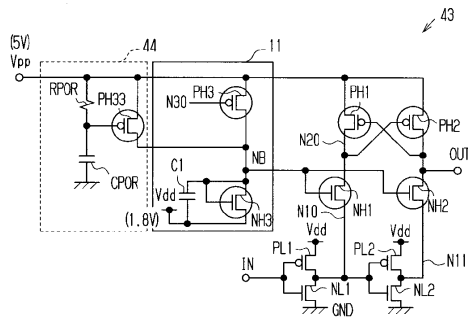 43
(5V)
Vpp
44
11
RPOR
PH33
CPOR
PH3
N30
NB
C1
Vdd
(1.8V)
NH3
PH1
PH2
N20
OUT
N10
NH1
NH2
Vdd
Vdd
PL1
PL2
N11
IN
NL1
NL2
GND